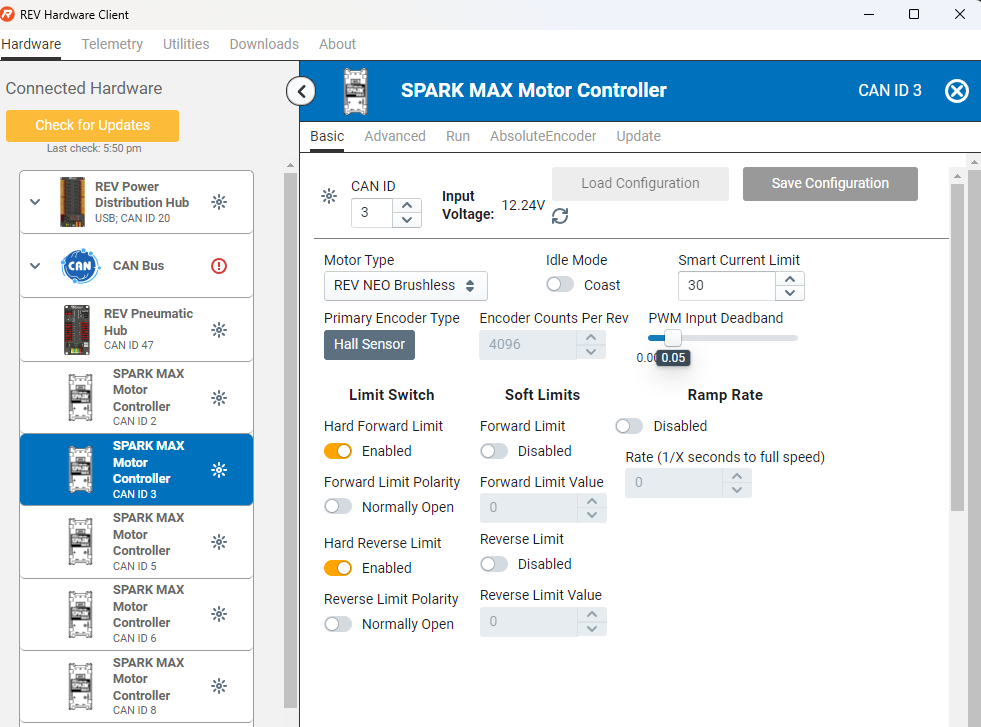 REV Hardware Client
Hardware Telemetry Utilities Downloads About
Connected Hardware
Check for Updates
Last check: 5:50 pm
REV Power
Distribution Hub
USB; CAN ID 20
CAN
CAN Bus
REV Pneumatic
Hub
CAN ID 47
SPARK MAX
Motor
Controller
CAN ID 2
SPARK MAX
Motor
Controller
CAN ID 3
SPARK MAX
Motor
Controller
CAN ID 5
SPARK MAX
Motor
Controller
CAN ID 6
SPARK MAX
Motor
Controller
CAN ID 8
SPARK MAX Motor Controller CAN ID 3
Basic Advanced Run AbsoluteEncoder Update
CAN ID
3
Input
Voltage:
12.24V
Load Configuration
Save Configuration
Motor Type
REV NEO Brushless
Idle Mode
Coast
Smart Current Limit
30
Primary Encoder Type
Hall Sensor
Encoder Counts Per Rev
4096
PWM Input Deadband
0.05
Limit Switch
Hard Forward Limit
Enabled
Forward Limit Polarity
Normally Open
Hard Reverse Limit
Enabled
Reverse Limit Polarity
Normally Open
Soft Limits
Forward Limit
Disabled
Forward Limit Value
0
Reverse Limit
Disabled
Reverse Limit Value
0
Ramp Rate
Disabled
Rate (1/X seconds to full speed)
0